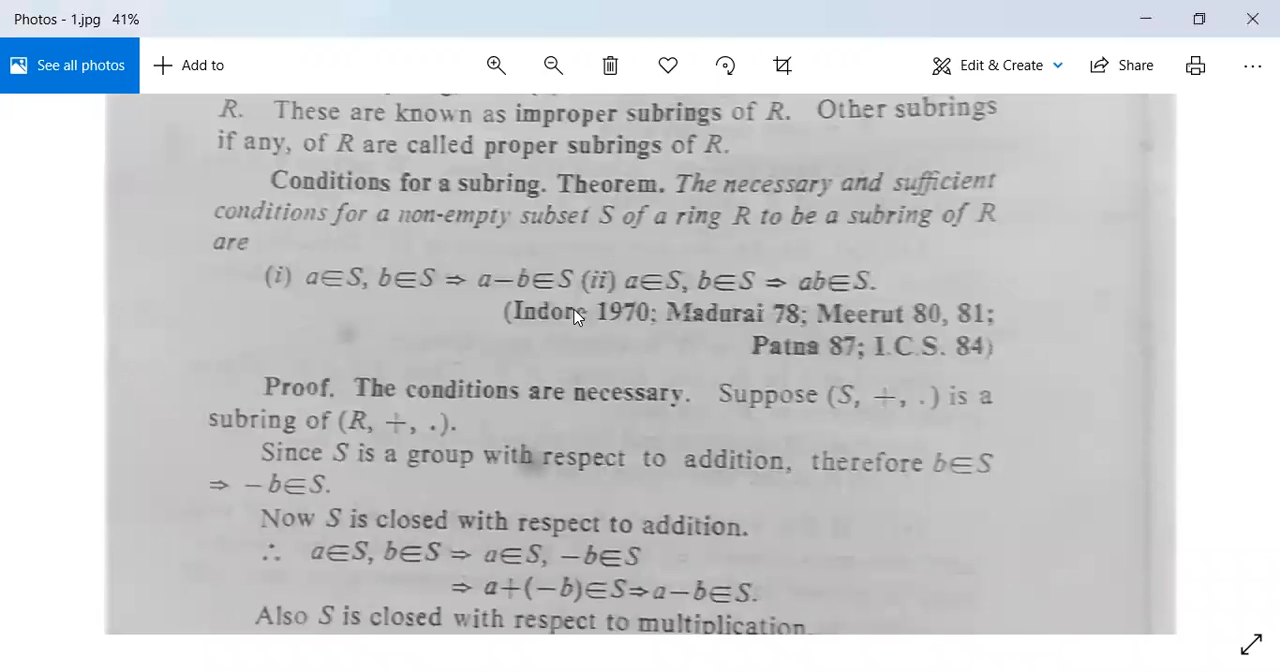 Photos - 1.jpg 41%
See all photos
Add to
Edit & Create
Share
R. These are known as improper subrings of R. Other subrings
if any, of R are called proper subrings of R.
Conditions for a subring. Theorem. The necessary and sufficient
conditions for a non-empty subset S of a ring R to be a subring of R
are
(i) a∈S, b∈S ⇒ a−b∈S (ii) a∈S, b∈S ⇒ ab∈S.
(Indore 1970; Madurai 78; Meerut 80, 81;
Patna 87; I.C.S. 84)
Proof. The conditions are necessary. Suppose (S, +, .) is a
subring of (R, +, .).
Since S is a group with respect to addition, therefore b∈S
⇒ −b∈S.
Now S is closed with respect to addition.
∴ a∈S, b∈S ⇒ a∈S, −b∈S
⇒ a+(−b)∈S⇒a−b∈S.
Also S is closed with respect to multiplication.